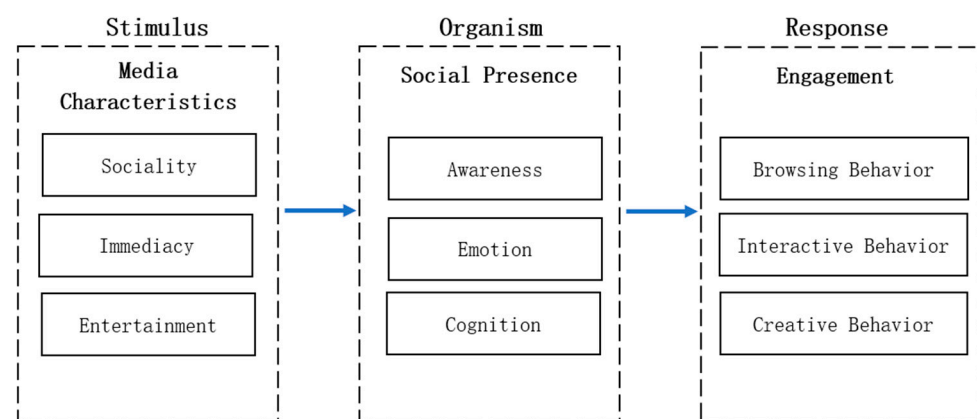 Stimulus
Media
Characteristics
Sociality
Immediacy
Entertainment
Organism
Social Presence
Awareness
Emotion
Cognition
Response
Engagement
Browsing Behavior
Interactive Behavior
Creative Behavior